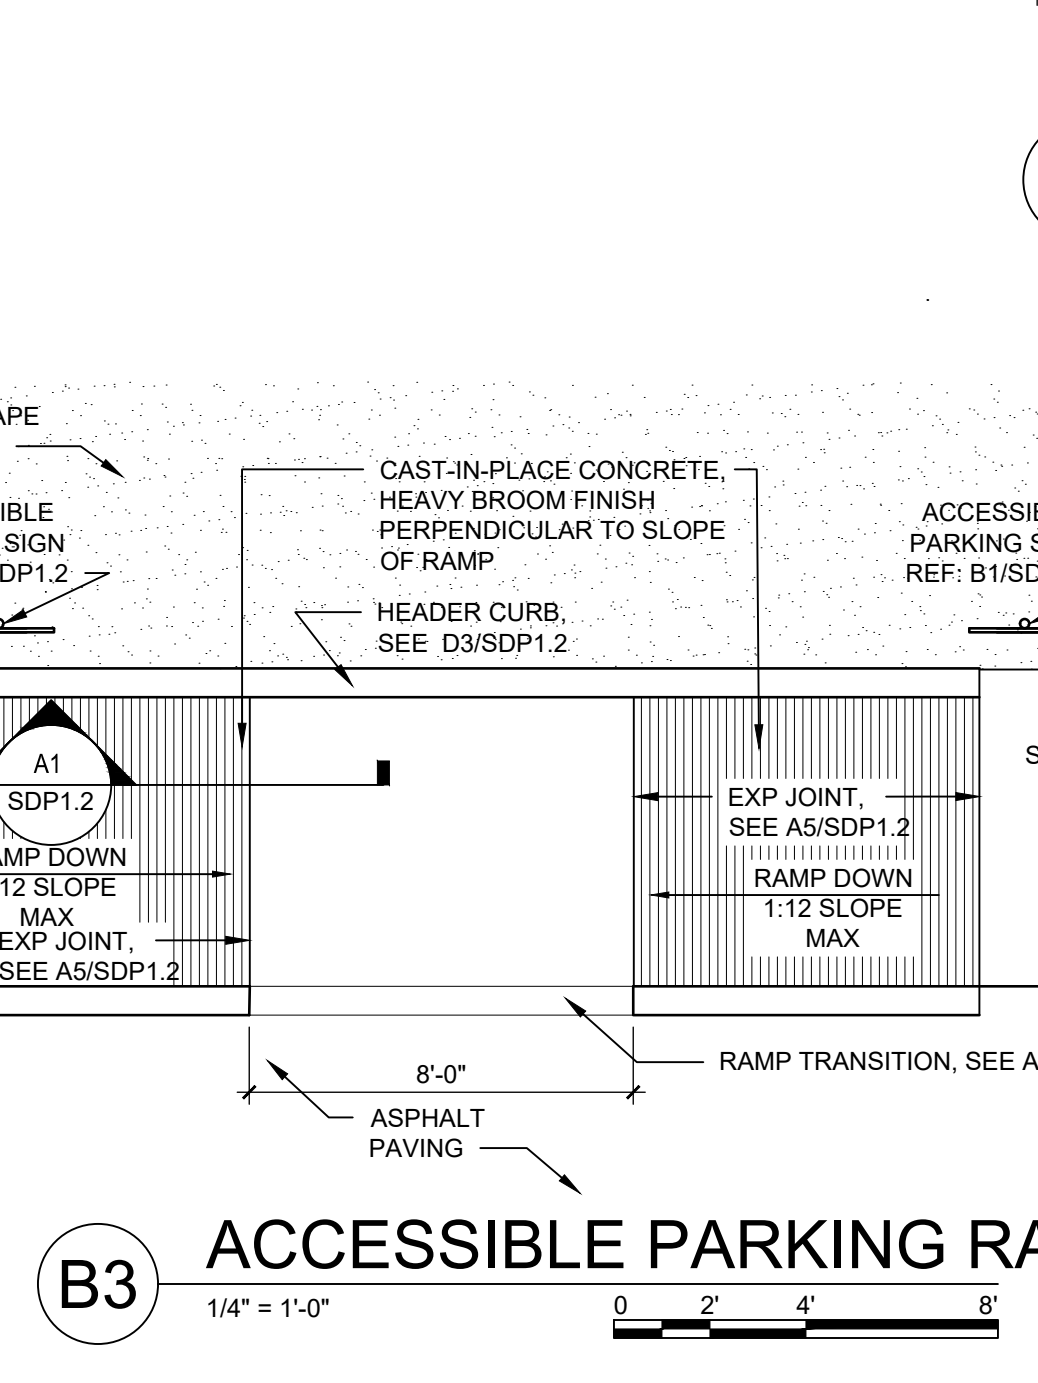 APE
IBLE
SIGN
DP1.2
CAST-IN-PLACE CONCRETE,
HEAVY BROOM FINISH
PERPENDICULAR TO SLOPE
OF RAMP
HEADER CURB,
SEE D3/SDP1.2
ACCESSIB
PARKING S
REF: B1/SD
S
A1
SDP1.2
AMP DOWN
12 SLOPE
MAX
EXP JOINT,
SEE A5/SDP1.2
EXP JOINT,
SEE A5/SDP1.2
RAMP DOWN
1:12 SLOPE
MAX
RAMP TRANSITION, SEE A
8'-0"
ASPHALT
PAVING
B3
ACCESSIBLE PARKING RA
1/4" = 1'-0"
0 2' 4' 8'